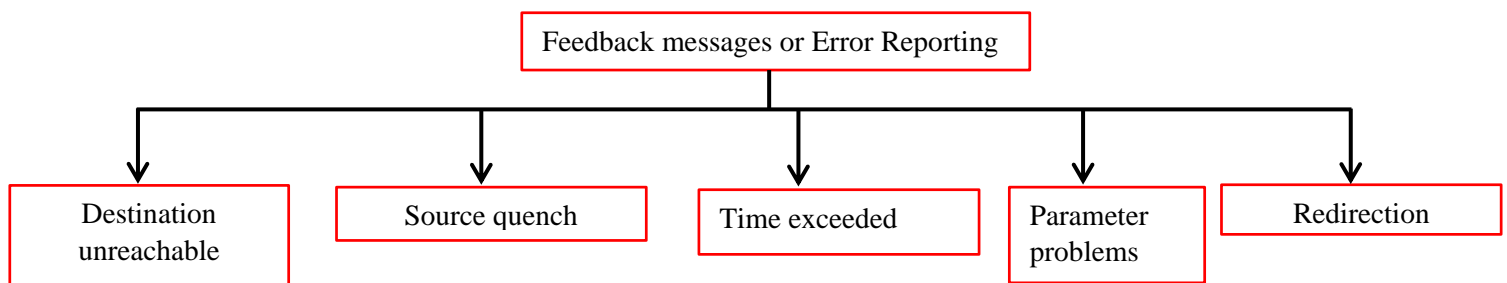 Feedback messages or Error Reporting
Destination
unreachable
Source quench
Time exceeded
Parameter
problems
Redirection